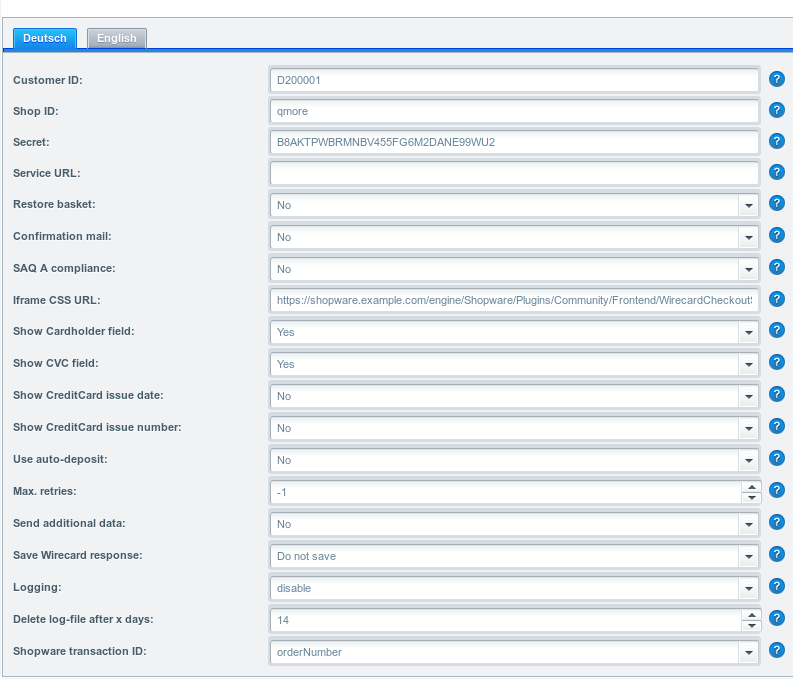 Deutsch English
Customer ID: D200001 ?
Shop ID: qmore ?
Secret: B8AKTPWBRMNBV455FG6M2DANE99WU2 ?
Service URL: ?
Restore basket: No ?
Confirmation mail: No ?
SAQ A compliance: No ?
Iframe CSS URL: https://shopware.example.com/engine/Shopware/Plugins/Community/Frontend/WirecardCheckout ?
Show Cardholder field: Yes ?
Show CVC field: Yes ?
Show CreditCard issue date: No ?
Show CreditCard issue number: No ?
Use auto-deposit: No ?
Max. retries: -1 ?
Send additional data: No ?
Save Wirecard response: Do not save ?
Logging: disable ?
Delete log-file after x days: 14 ?
Shopware transaction ID: orderNumber ?